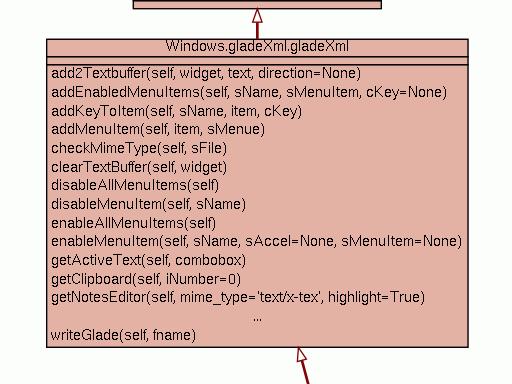 Windows.gladeXml.gladeXml
add2Textbuffer(self, widget, text, direction=None)
addEnabledMenuItems(self, sName, sMenuItem, cKey=None)
addKeyToItem(self, sName, item, cKey)
addMenuItem(self, item, sMenue)
checkMimeType(self, sFile)
clearTextBuffer(self, widget)
disableAllMenuItems(self)
disableMenuItem(self, sName)
enableAllMenuItems(self)
enableMenuItem(self, sName, sAccel=None, sMenuItem=None)
getActiveText(self, combobox)
getClipboard(self, iNumber=0)
getNotesEditor(self, mime_type='text/x-tex', highlight=True)
...
writeGlade(self, fname)